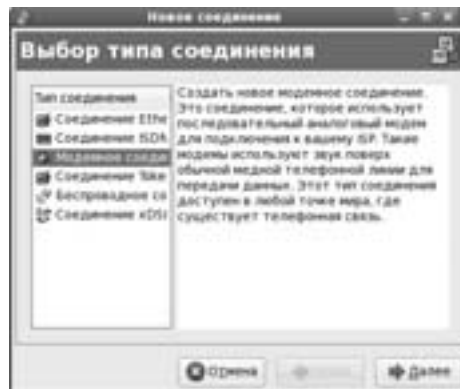 Новое соединение
Выбор типа соединения
Тип соединения
Соединение Ethe
Соединение ISDN
Модемное соеди
Соединение Toke
Беспроводное со
Соединение xDSL
Создать новое модемное соединение.
Это соединение, которое использует
последовательный аналоговый модем
для подключения к вашему ISP. Такие
модемы используют звук поверх
обычной медной телефонной линии для
передачи данных. Этот тип соединения
доступен в любой точке мира, где
существует телефонная связь.
Отмена
Далее